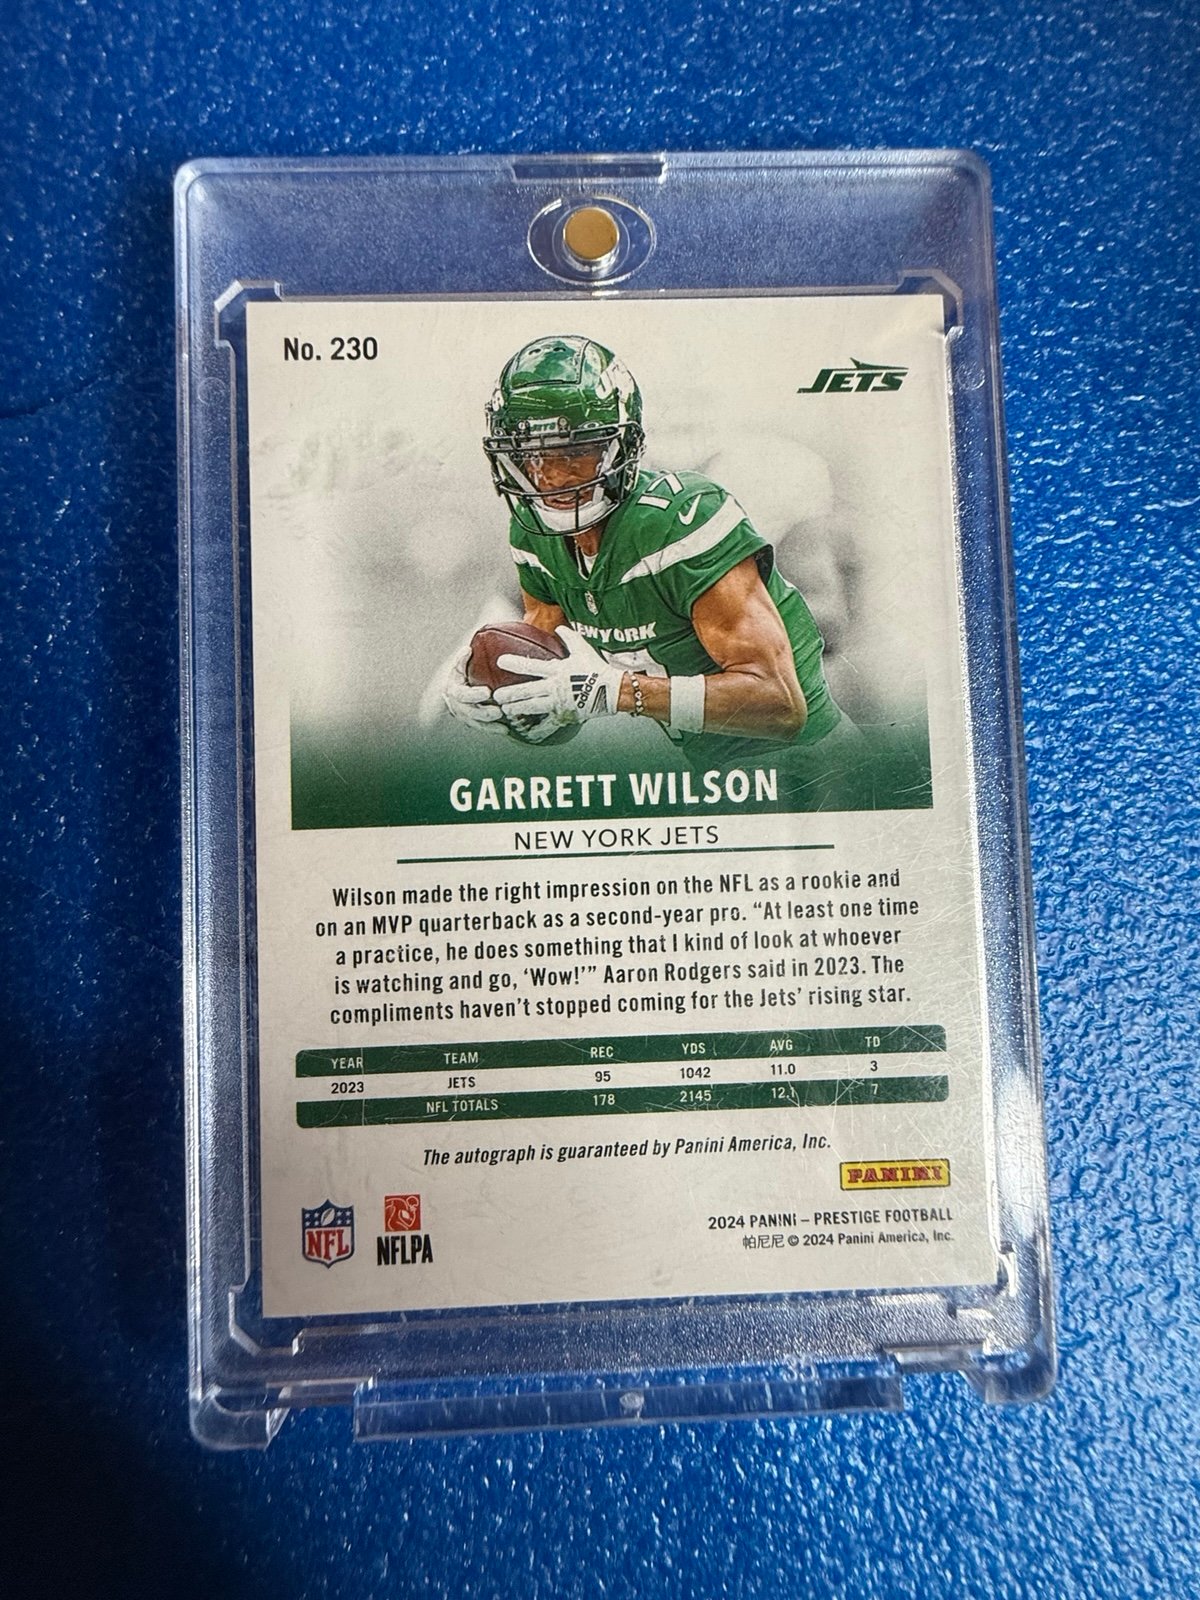 No. 230
JETS
JETS
17
NEW YORK
adidas
GARRETT WILSON
NEW YORK JETS
Wilson made the right impression on the NFL as a rookie and
on an MVP quarterback as a second-year pro. “At least one time
a practice, he does something that I kind of look at whoever
is watching and go, ‘Wow!’” Aaron Rodgers said in 2023. The
compliments haven’t stopped coming for the Jets’ rising star.
YEAR TEAM REC YDS AVG TD
2023 JETS 95 1042 11.0 3
NFL TOTALS 178 2145 12.1 7
The autograph is guaranteed by Panini America, Inc.
PANINI
NFL NFLPA
2024 PANINI – PRESTIGE FOOTBALL
帕尼尼 © 2024 Panini America, Inc.